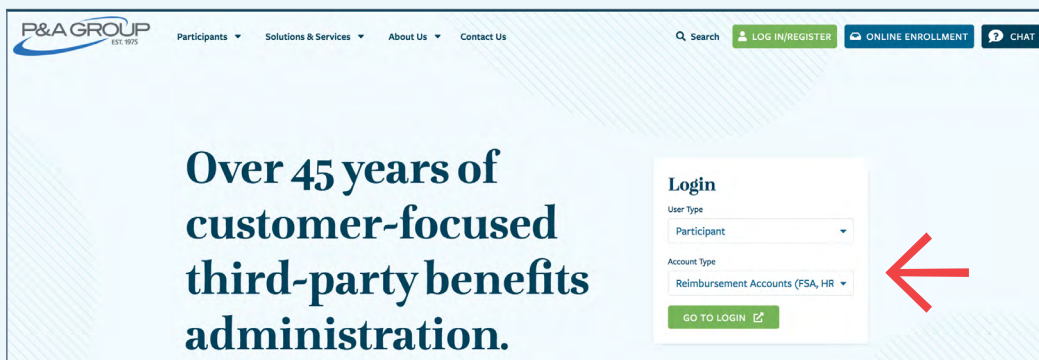 P&A GROUP
EST. 1975
Participants
Solutions & Services
About Us
Contact Us
Search
LOG IN/REGISTER
ONLINE ENROLLMENT
CHAT
Over 45 years of
customer-focused
third-party benefits
administration.
Login
User Type
Participant
Account Type
Reimbursement Accounts (FSA, HR
GO TO LOGIN